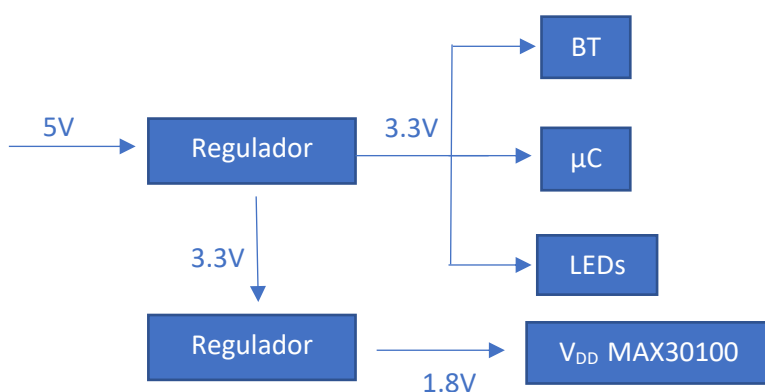 BT
5V
Regulador
3.3V
µC
3.3V
LEDs
Regulador
1.8V
VDD MAX30100